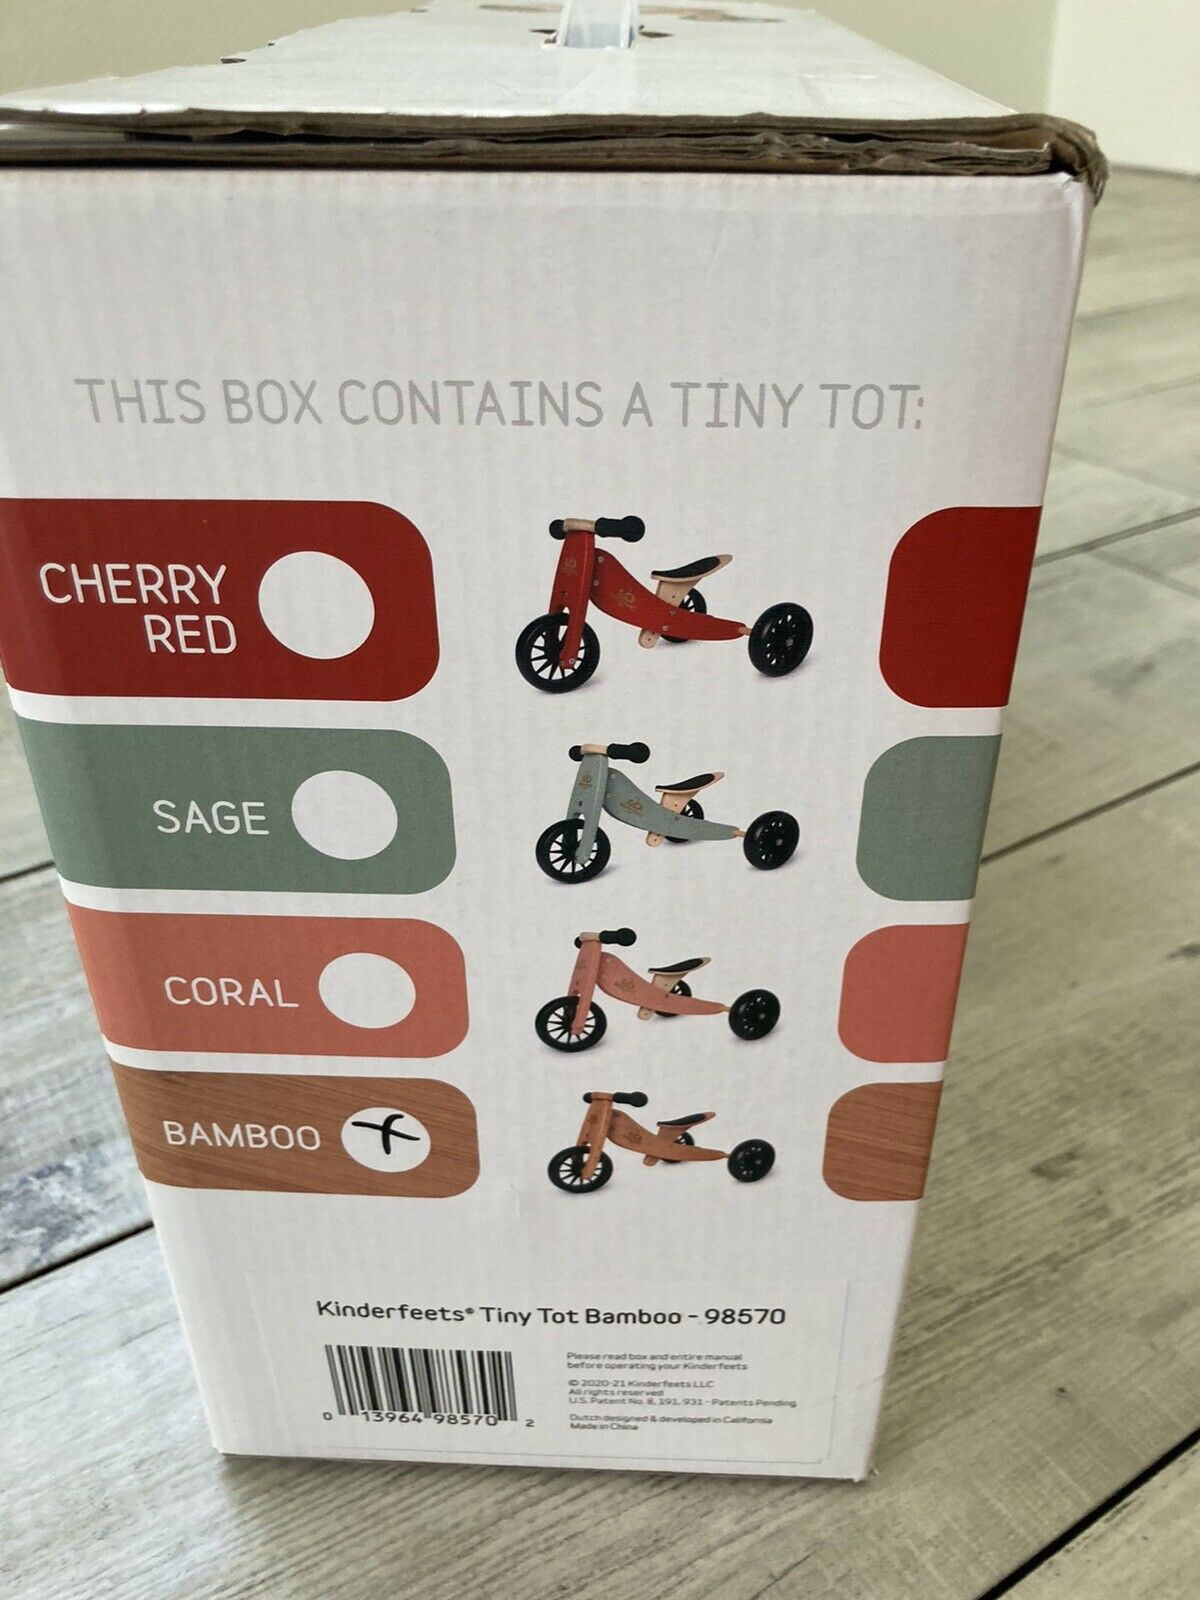 THIS BOX CONTAINS A TINY TOT:
CHERRY
RED
SAGE
CORAL
BAMBOO
Kinderfeets® Tiny Tot Bamboo - 98570
0 13964 98570 2
Please read box and entire manual
before operating your Kinderfeets
© 2020-21 Kinderfeets LLC
All rights reserved
U.S. Patent No. 8, 191, 931 - Patents Pending
Dutch designed & developed in California
Made in China